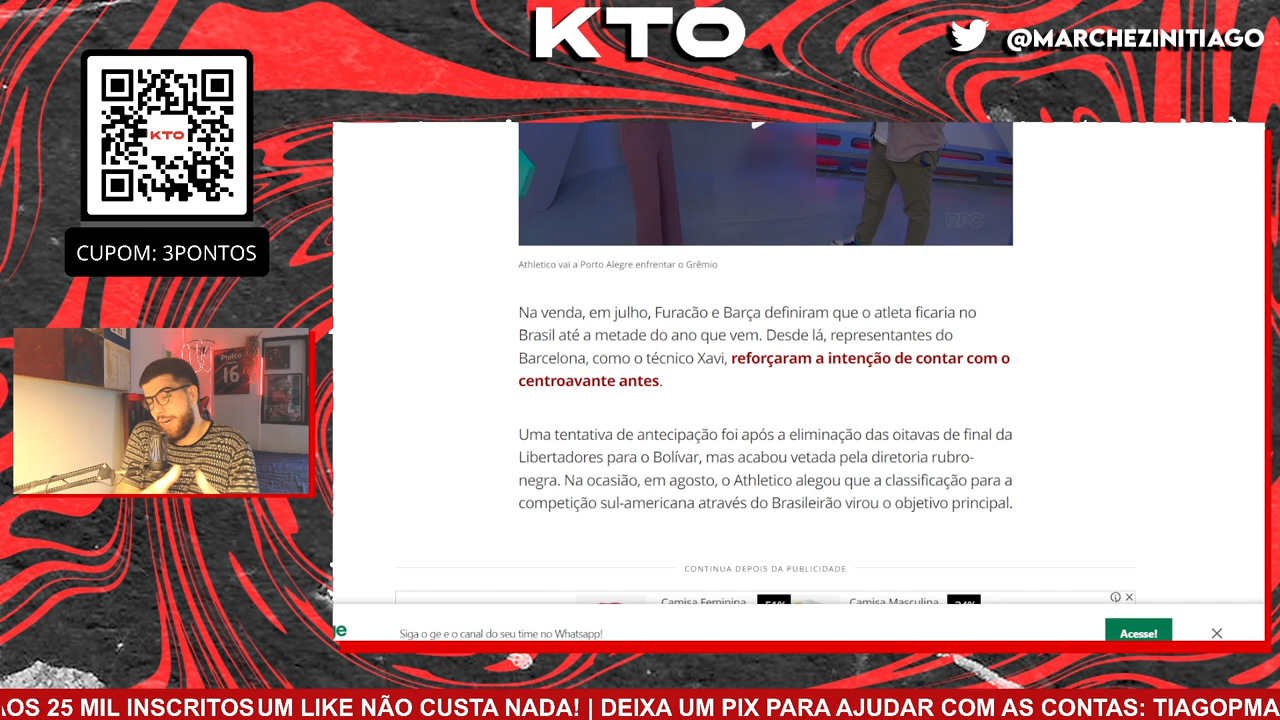 KTO
@MARCHEZINITIAGO
KTO
CUPOM: 3PONTOS
Philco
16
RPC
Athletico vai a Porto Alegre enfrentar o Grêmio
Na venda, em julho, Furacão e Barça definiram que o atleta ficaria no
Brasil até a metade do ano que vem. Desde lá, representantes do
Barcelona, como o técnico Xavi, reforçaram a intenção de contar com o
centroavante antes.
Uma tentativa de antecipação foi após a eliminação das oitavas de final da
Libertadores para o Bolívar, mas acabou vetada pela diretoria rubro-
negra. Na ocasião, em agosto, o Athletico alegou que a classificação para a
competição sul-americana através do Brasileirão virou o objetivo principal.
CONTINUA DEPOIS DA PUBLICIDADE
Camisa Feminina
Camisa Masculina
ge
Siga o ge e o canal do seu time no Whatsapp!
Acesse!
AOS 25 MIL INSCRITOS UM LIKE NÃO CUSTA NADA! | DEIXA UM PIX PARA AJUDAR COM AS CONTAS: TIAGOPMA